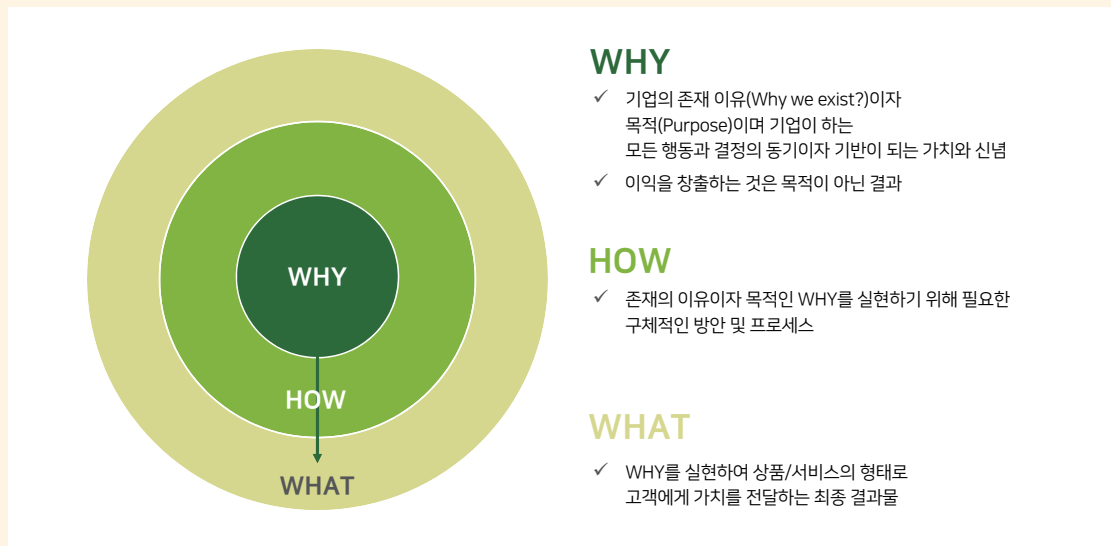 WHY
HOW
WHAT
WHY
✓ 기업의 존재 이유(Why we exist?)이자
목적(Purpose)이며 기업이 하는
모든 행동과 결정의 동기이자 기반이 되는 가치와 신념
✓ 이익을 창출하는 것은 목적이 아닌 결과
HOW
✓ 존재의 이유이자 목적인 WHY를 실현하기 위해 필요한
구체적인 방안 및 프로세스
WHAT
✓ WHY를 실현하여 상품/서비스의 형태로
고객에게 가치를 전달하는 최종 결과물